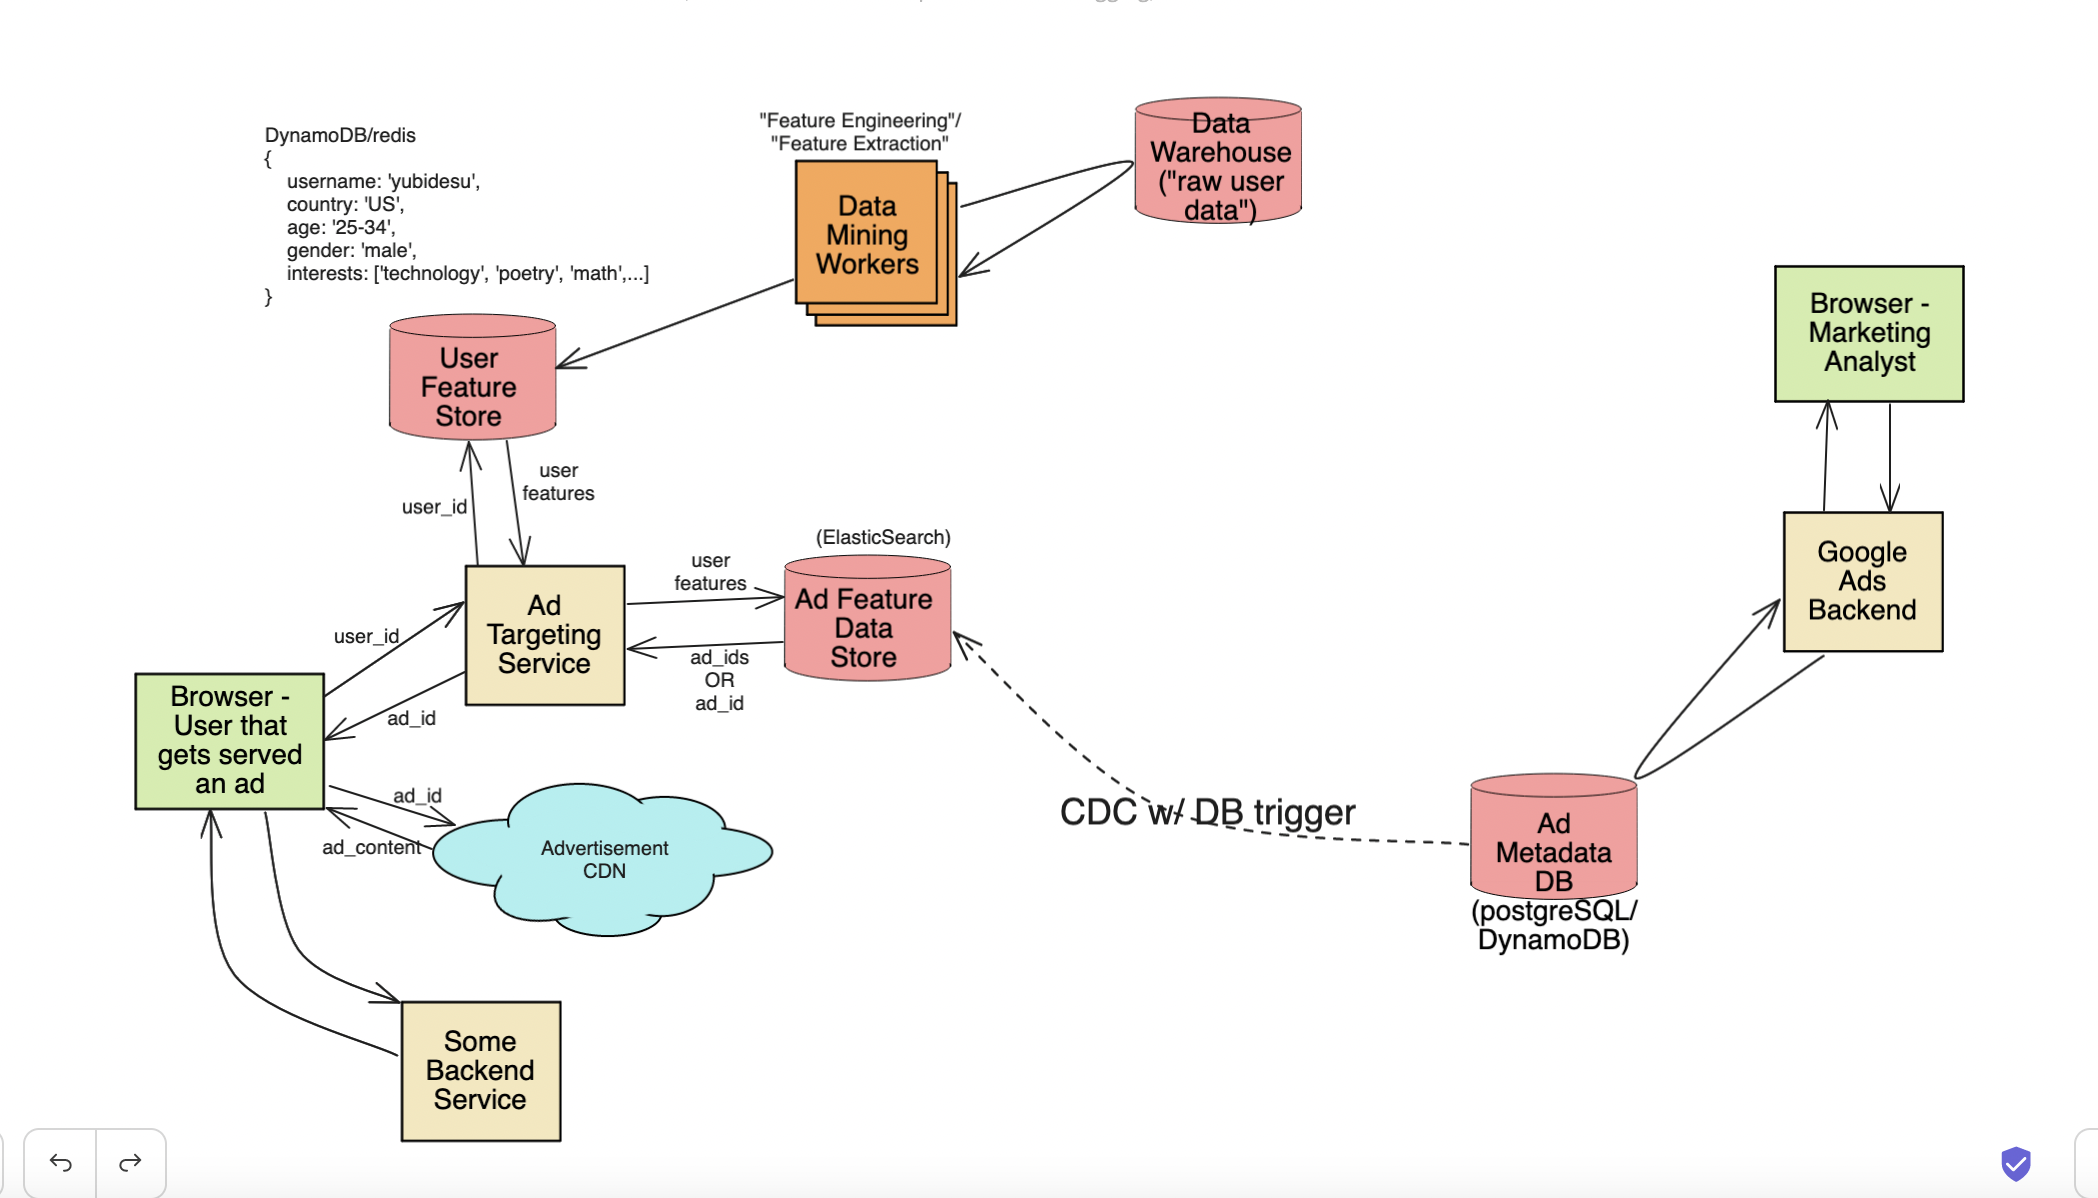 DynamoDB/redis
{
username: 'yubidesu',
country: 'US',
age: '25-34',
gender: 'male',
interests: ['technology', 'poetry', 'math',...]
}
"Feature Engineering"/
"Feature Extraction"
Data
Mining
Workers
Data
Warehouse
("raw user
data")
User
Feature
Store
user_id
user
features
Ad
Targeting
Service
user
features
ad_ids
OR
ad_id
(ElasticSearch)
Ad Feature
Data
Store
user_id
ad_id
Browser -
User that
gets served
an ad
ad_id
ad_content
Advertisement
CDN
Some
Backend
Service
CDC w/ DB trigger
Browser -
Marketing
Analyst
Google
Ads
Backend
Ad
Metadata
DB
(postgreSQL/
DynamoDB)